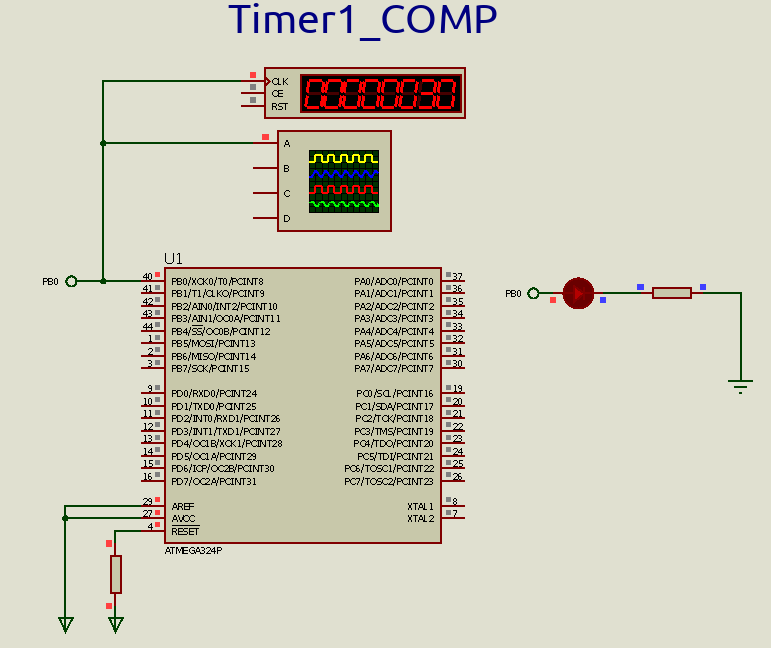 Timer1_COMP
CLK
CE
RST
00000030
A
B
C
D
U1
PB0
40 PB0/XCK0/T0/PCINT8 PA0/ADC0/PCINT0 37
41 PB1/T1/CLKO/PCINT9 PA1/ADC1/PCINT1 36
42 PB2/AIN0/INT2/PCINT10 PA2/ADC2/PCINT2 35
43 PB3/AIN1/OC0A/PCINT11 PA3/ADC3/PCINT3 34
44 PB4/SS/OC0B/PCINT12 PA4/ADC4/PCINT4 33
1 PB5/MOSI/PCINT13 PA5/ADC5/PCINT5 32
2 PB6/MISO/PCINT14 PA6/ADC6/PCINT6 31
3 PB7/SCK/PCINT15 PA7/ADC7/PCINT7 30
9 PD0/RXD0/PCINT24 PC0/SCL/PCINT16 19
10 PD1/TXD0/PCINT25 PC1/SDA/PCINT17 20
11 PD2/INT0/RXD1/PCINT26 PC2/TCK/PCINT18 21
12 PD3/INT1/TXD1/PCINT27 PC3/TMS/PCINT19 22
13 PD4/OC1B/XCK1/PCINT28 PC4/TDO/PCINT20 23
14 PD5/OC1A/PCINT29 PC5/TDI/PCINT21 24
15 PD6/ICP/OC2B/PCINT30 PC6/TOSC1/PCINT22 25
16 PD7/OC2A/PCINT31 PC7/TOSC2/PCINT23 26
29 AREF XTAL1 8
27 AVCC XTAL2 7
4 RESET
ATMEGA324P
PB0